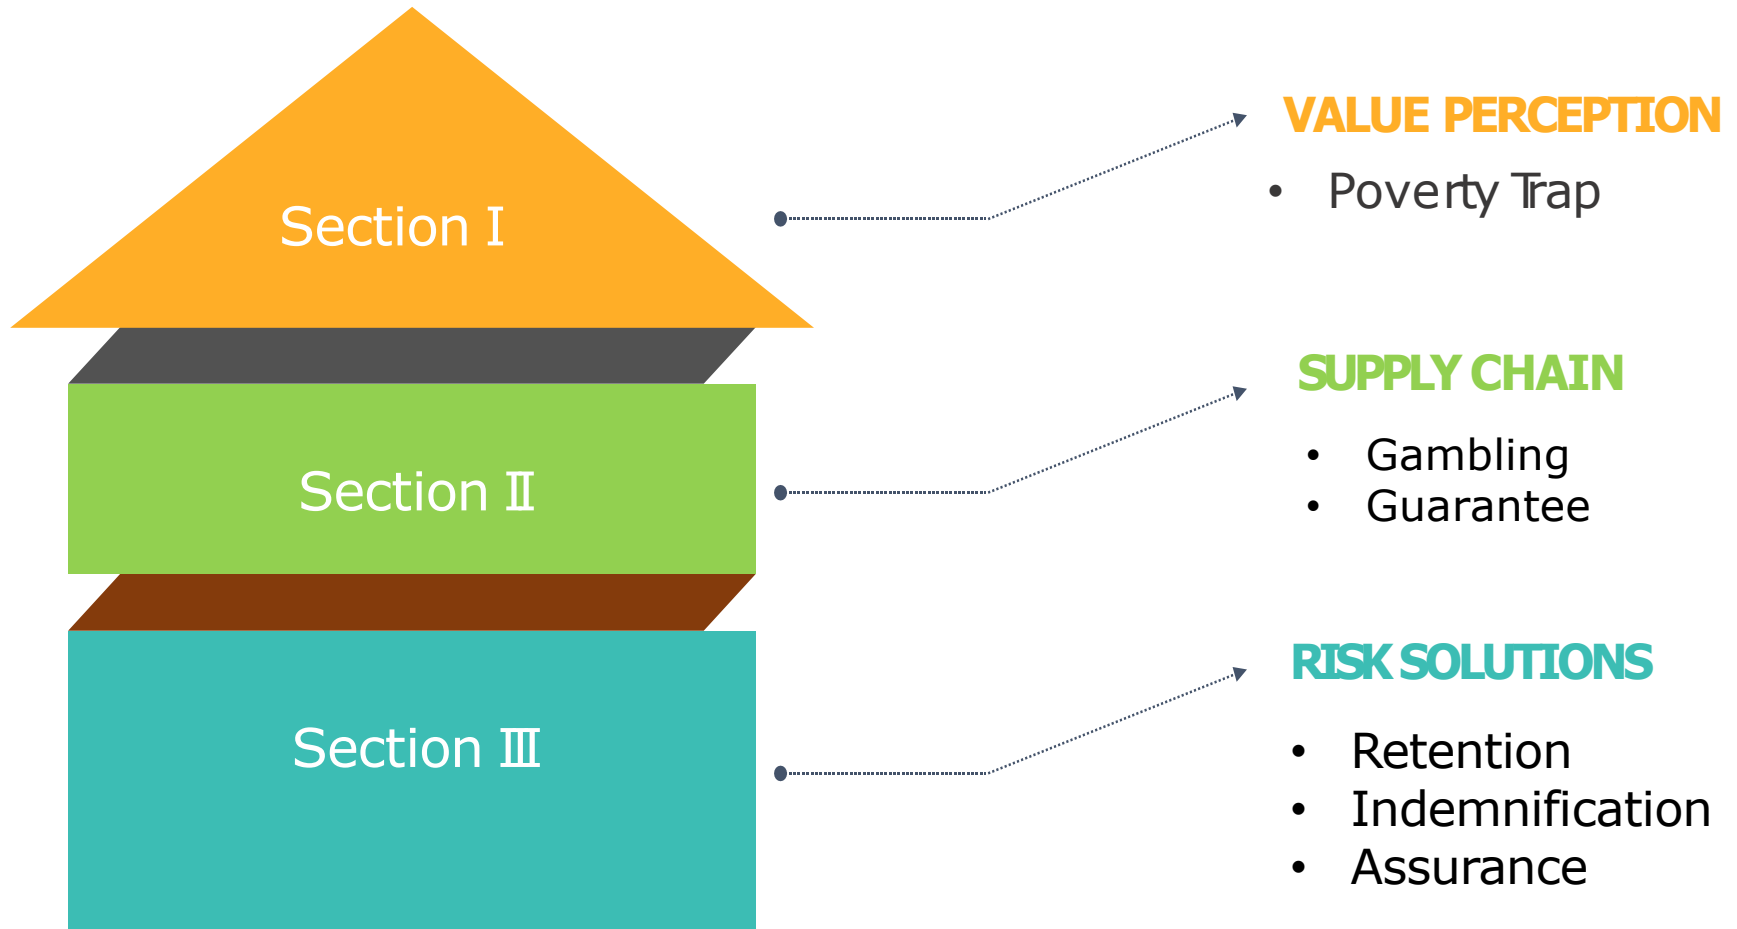 Section I
VALUE PERCEPTION
• Poverty Trap
Section II
SUPPLY CHAIN
• Gambling
• Guarantee
Section III
RISK SOLUTIONS
• Retention
• Indemnification
• Assurance